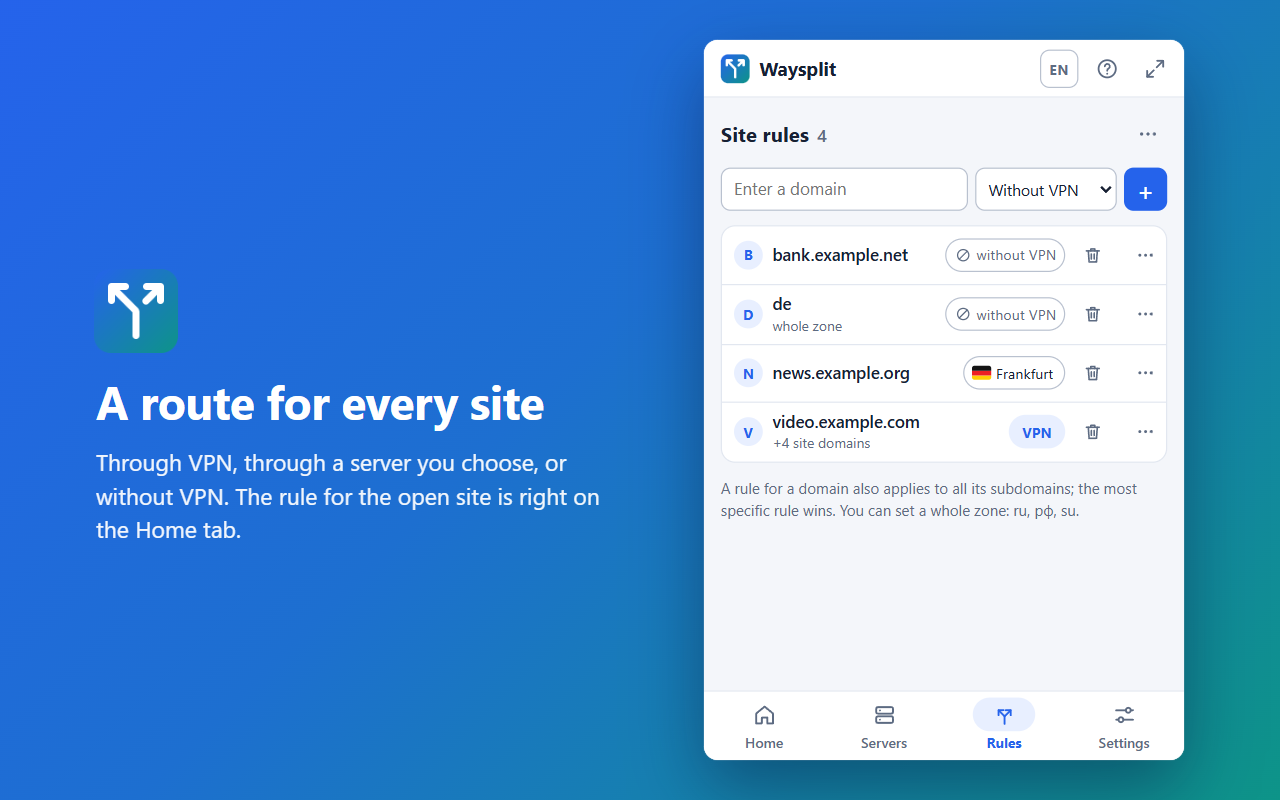 A route for every site
Through VPN, through a server you choose, or
without VPN. The rule for the open site is right on
the Home tab.
Waysplit
EN
Site rules 4
Enter a domain
Without VPN
+
B
bank.example.net
without VPN
D
de
whole zone
without VPN
N
news.example.org
Frankfurt
V
video.example.com
+4 site domains
VPN
A rule for a domain also applies to all its subdomains; the most
specific rule wins. You can set a whole zone: ru, рф, su.
Home
Servers
Rules
Settings